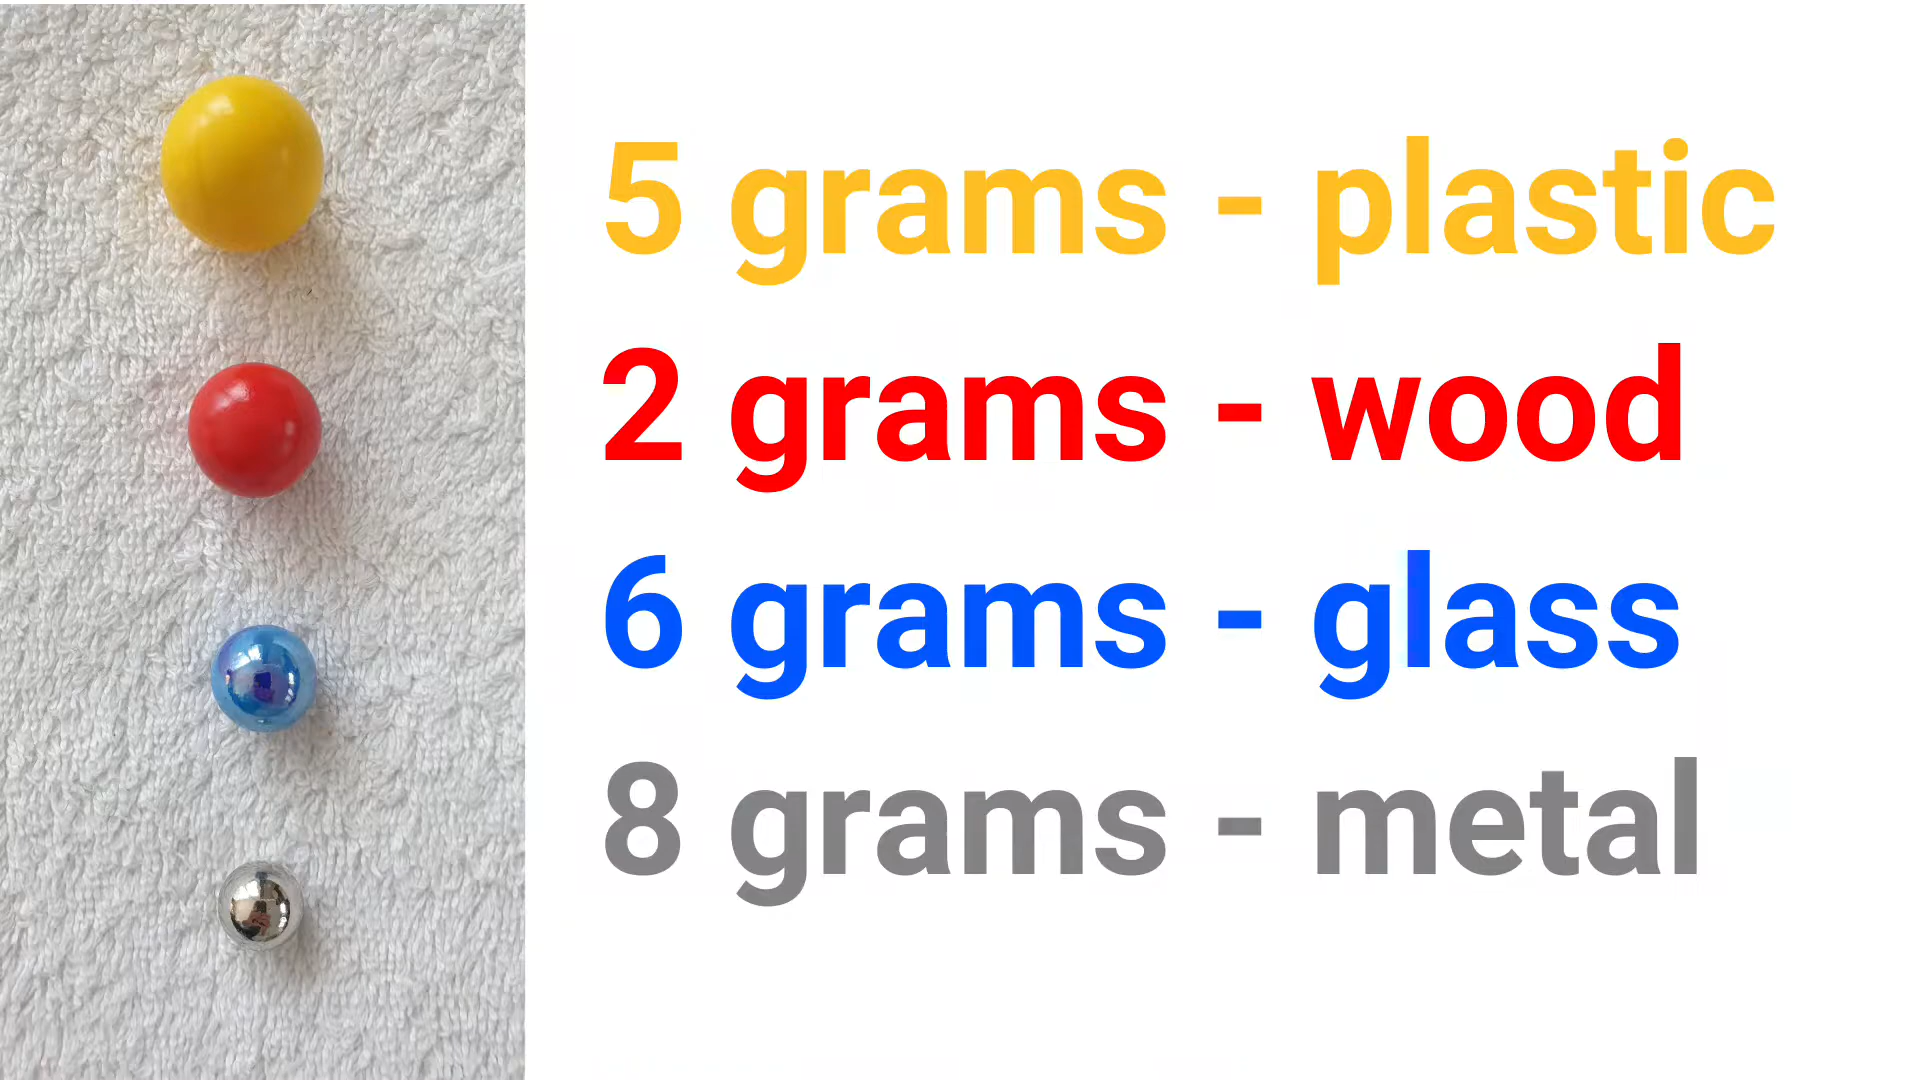 5 grams - plastic
2 grams - wood
6 grams - glass
8 grams - metal